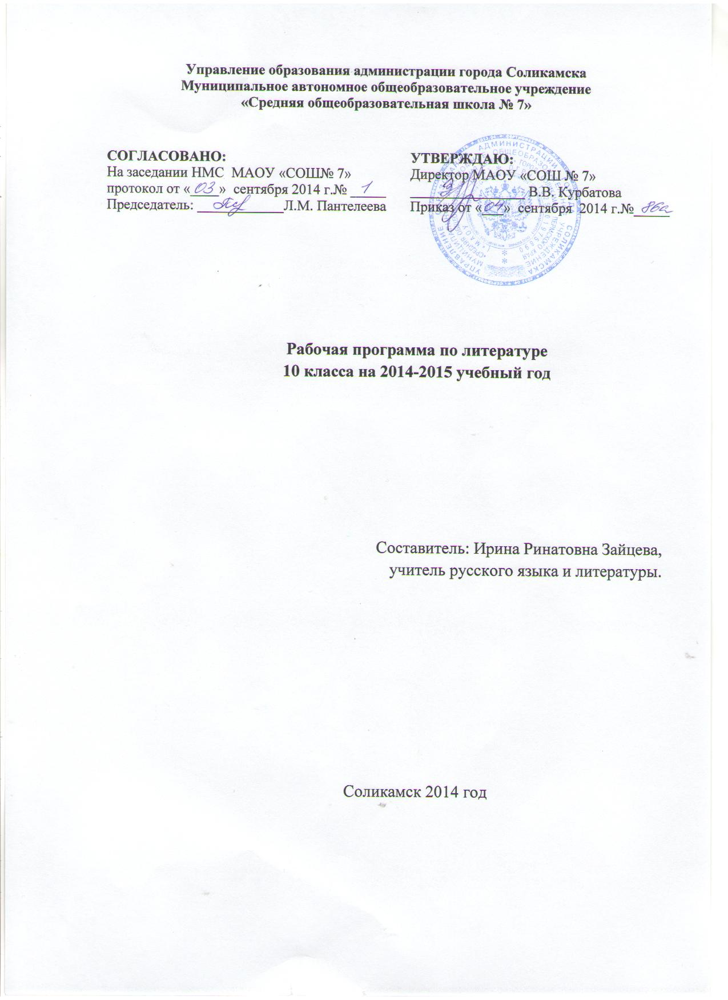 Управление образования администрации города Соликамска
Муниципальное автономное общеобразовательное учреждение
«Средняя общеобразовательная школа № 7»
СОГЛАСОВАНО:
На заседании НМС МАОУ «СОШ№ 7»
протокол от «03» сентября 2014 г.№ 1
Председатель: ____________Л.М. Пантелеева
УТВЕРЖДАЮ:
Директор МАОУ «СОШ № 7»
________________ В.В. Курбатова
Приказ от «04» сентября 2014 г.№ 86а
Рабочая программа по литературе
10 класса на 2014-2015 учебный год
Составитель: Ирина Ринатовна Зайцева,
учитель русского языка и литературы.
Соликамск 2014 год